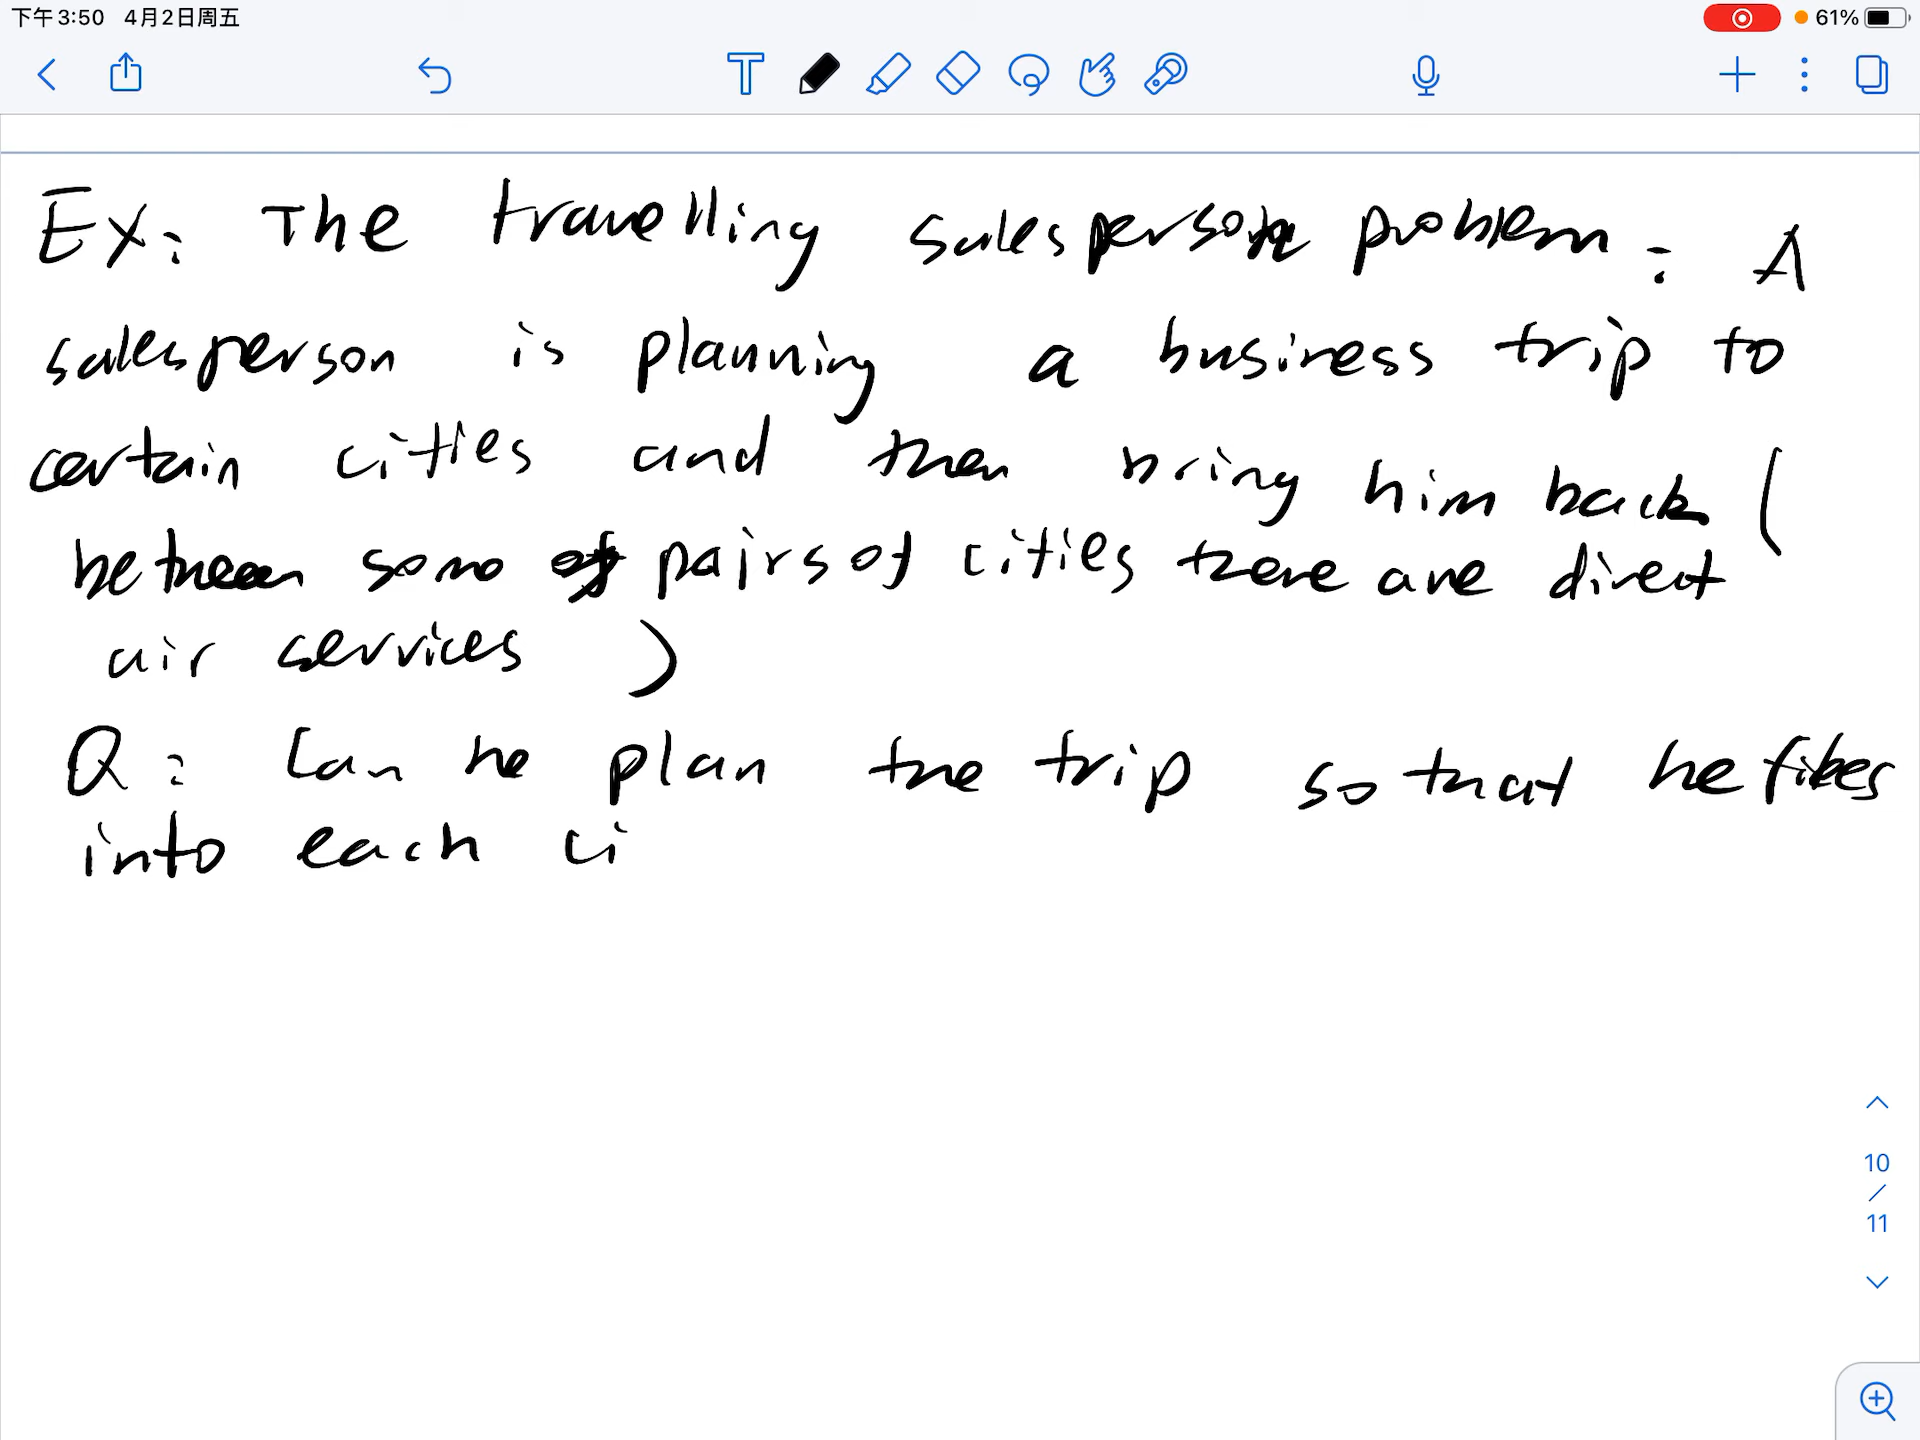 下午3:50 4月2日周五
61%
Ex: The travelling salesperson problem: A
salesperson is planning a business trip to
certain cities and then bring him back (
between some of pairs of cities there are direct
air services )
Q: Can he plan the trip so that he
into each ci
10
/
11